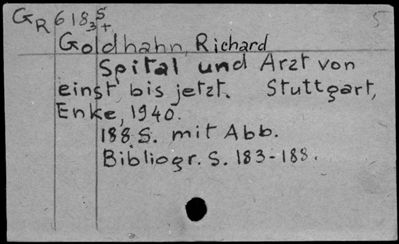 GR 618,3 S+ 5
Goldhahn, Richard
Spital und Arzt von
einst bis jetzt. Stuttgart,
Enke, 1940.
188 S. mit Abb.
Bibliogr. S. 183-188.